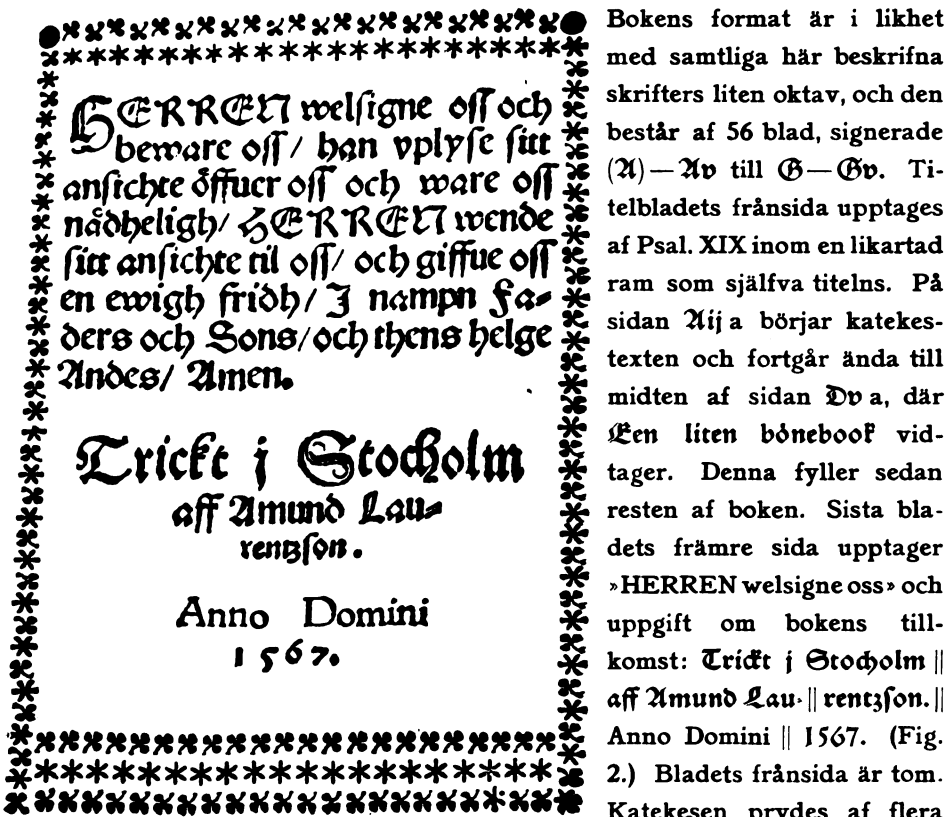 HERREN welsigne oss och
beware oss / han vplyse sitt
ansichte öffuer oss och ware oss
nådheligh / HERREN wende
sitt ansichte til oss / och giffue oss
en ewigh fridh / J nampn Fa-
ders och Sons / och thens helge
Andes / Amen.
Trickt j Stocholm
aff Amund Lau-
rentzson.
Anno Domini
1567.
Bokens format är i likhet
med samtliga här beskrifna
skrifters liten oktav, och den
består af 56 blad, signerade
(A) — Av till G — Gv. Ti-
telbladets frånsida upptages
af Psal. XIX inom en likartad
ram som själfva titelns. På
sidan Aij a börjar katekes-
texten och fortgår ända till
midten af sidan Dv a, där
Een liten bönebook vid-
tager. Denna fyller sedan
resten af boken. Sista bla-
dets främre sida upptager
»HERREN welsigne oss» och
uppgift om bokens till-
komst: Trickt j Stocholm ||
aff Amund Lau- || rentzson. ||
Anno Domini || 1567. (Fig.
2.) Bladets frånsida är tom.
Katekesen prydes af flera